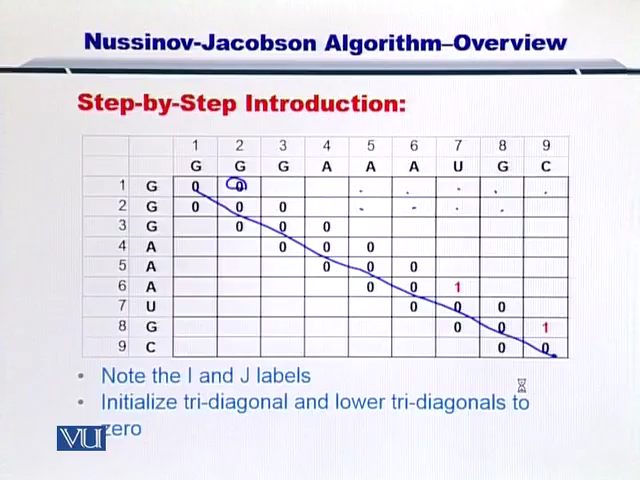 Nussinov-Jacobson Algorithm–Overview
Step-by-Step Introduction:
1 2 3 4 5 6 7 8 9
G G G A A A U G C
1 G 0 0
2 G 0 0 0
3 G 0 0 0
4 A 0 0 0
5 A 0 0 0
6 A 0 0 1
7 U 0 0 0
8 G 0 0 1
9 C 0 0
• Note the I and J labels
• Initialize tri-diagonal and lower tri-diagonals to
zero
VU